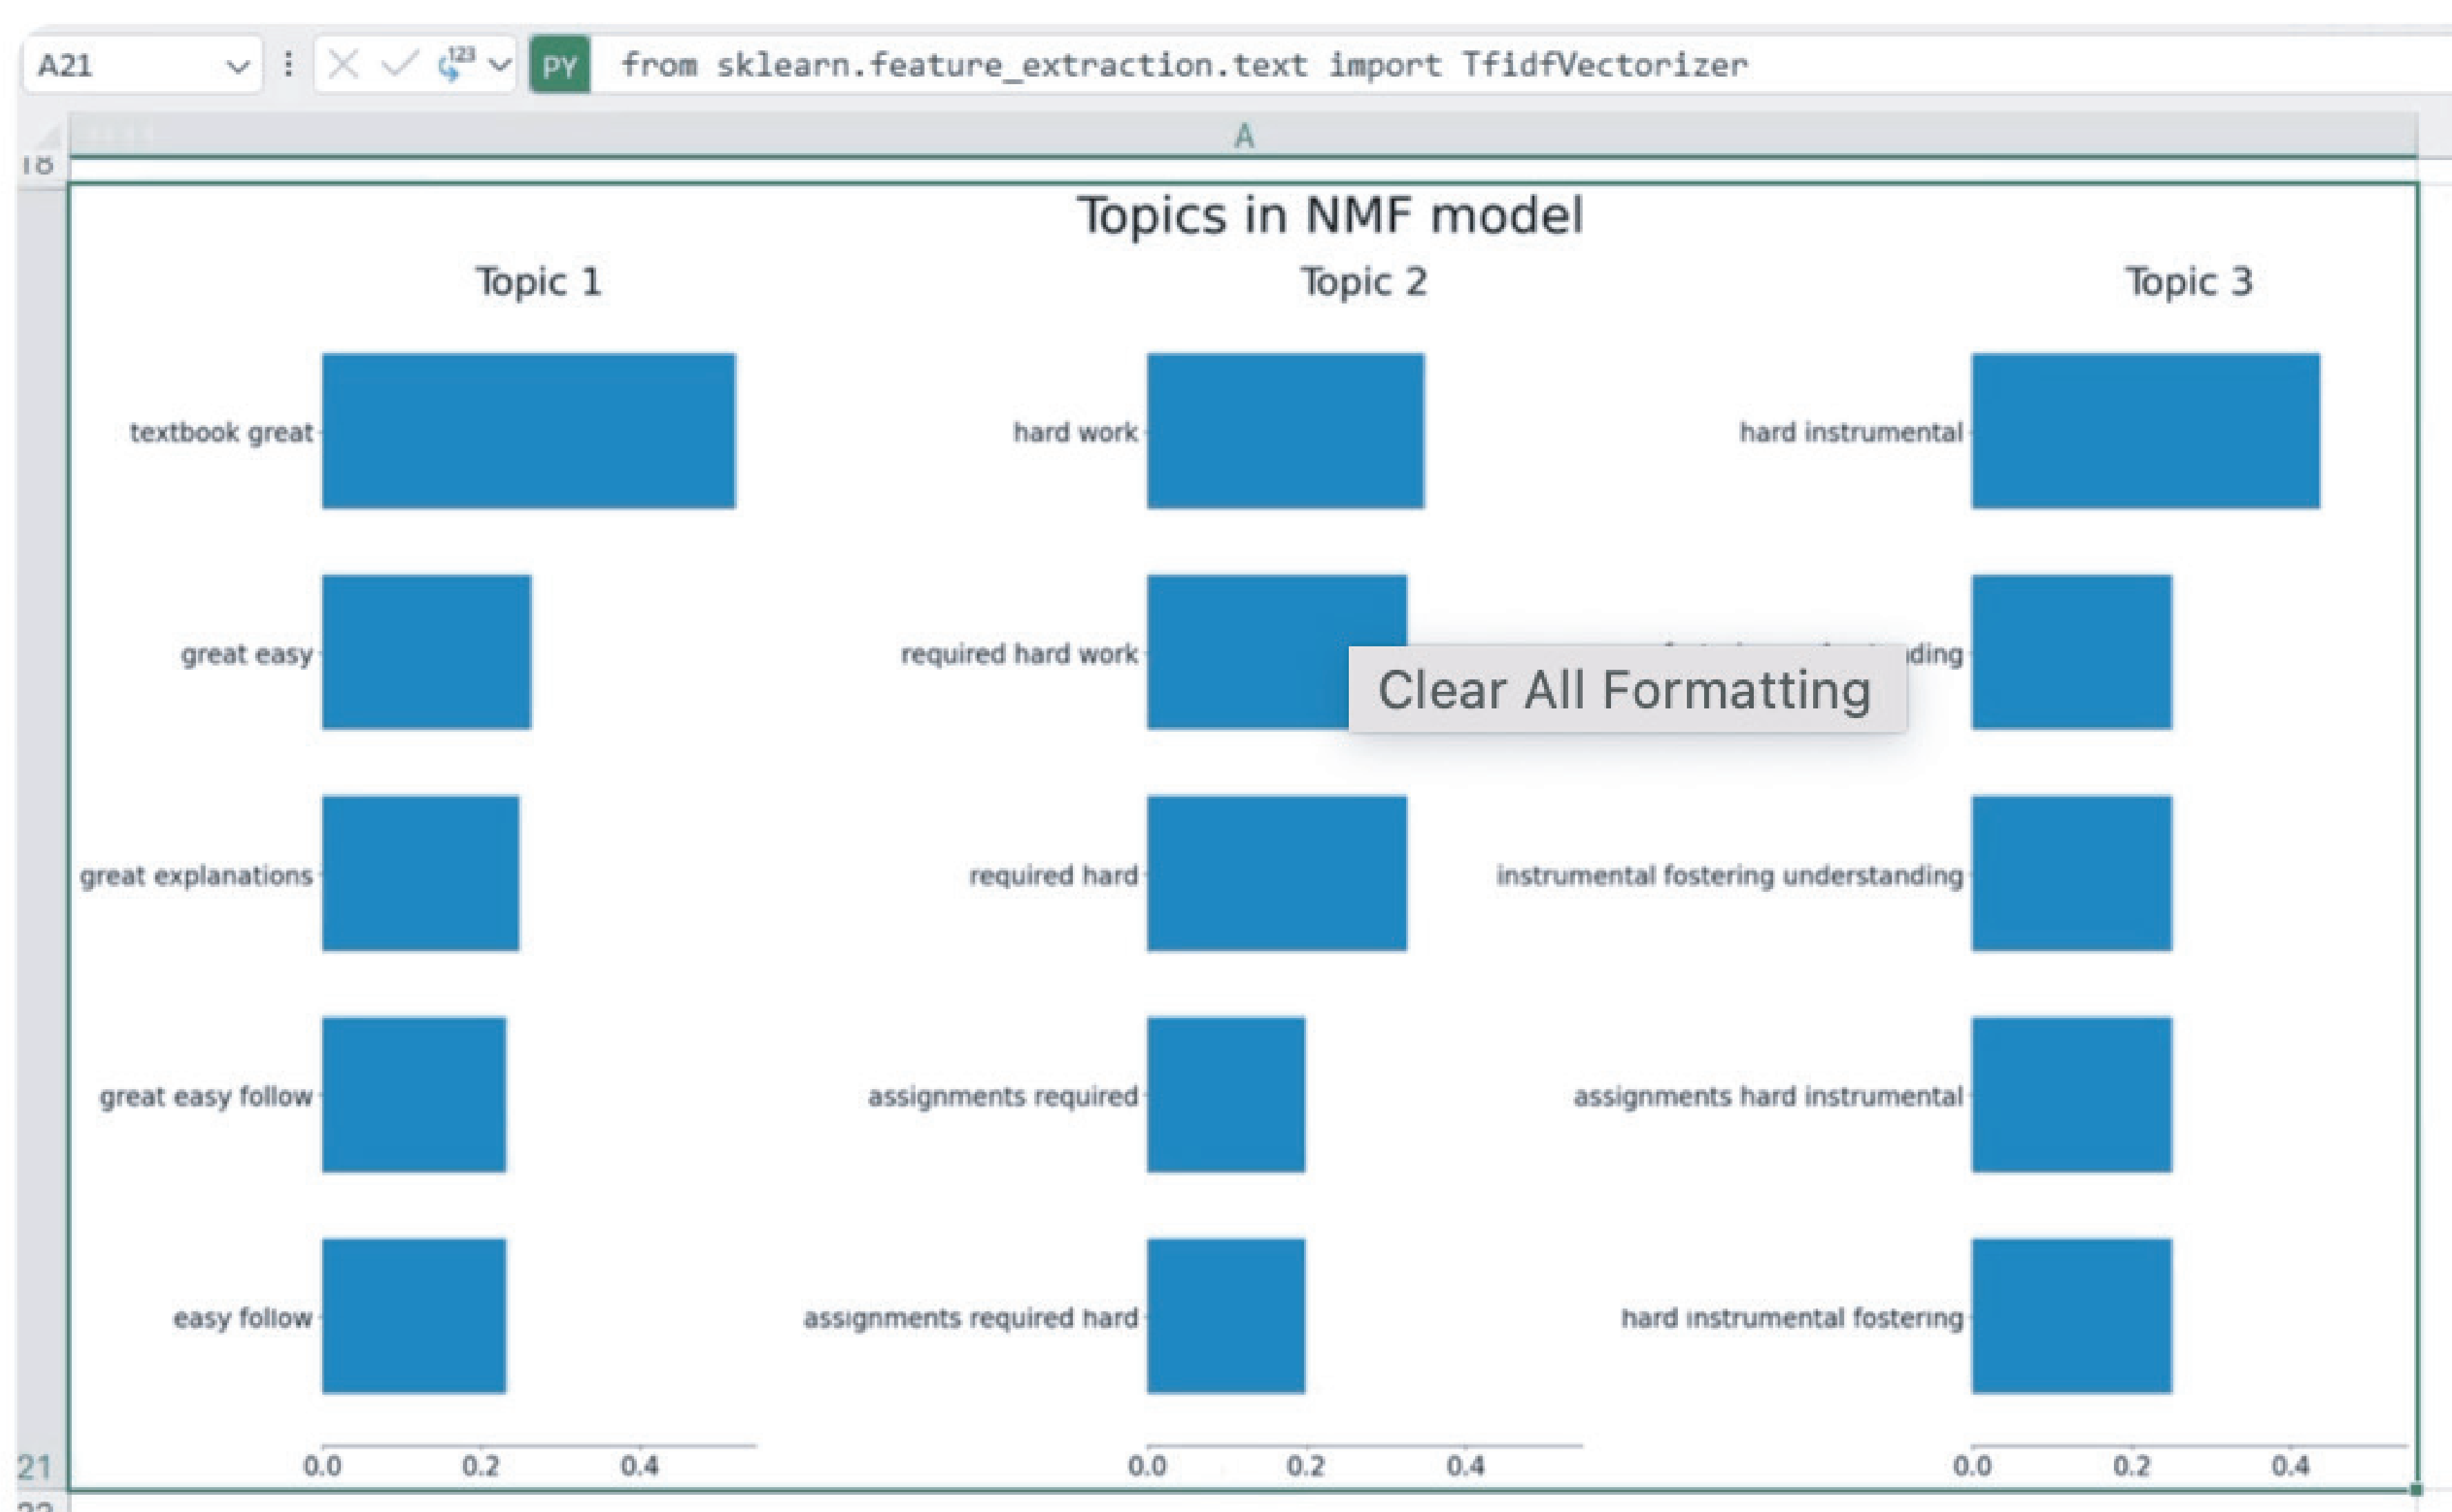 A21
123
PY
from sklearn.feature_extraction.text import TfidfVectorizer
A
18
Topics in NMF model
Topic 1
Topic 2
Topic 3
textbook great
hard work
hard instrumental
great easy
required hard work
Clear All Formatting
great explanations
required hard
instrumental fostering understanding
great easy follow
assignments required
assignments hard instrumental
easy follow
assignments required hard
hard instrumental fostering
21
0.0
0.2
0.4
0.0
0.2
0.4
0.0
0.2
0.4